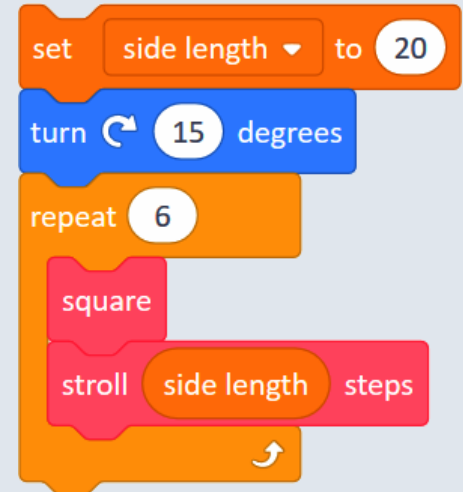 set side length to 20
turn 15 degrees
repeat 6
square
stroll side length steps